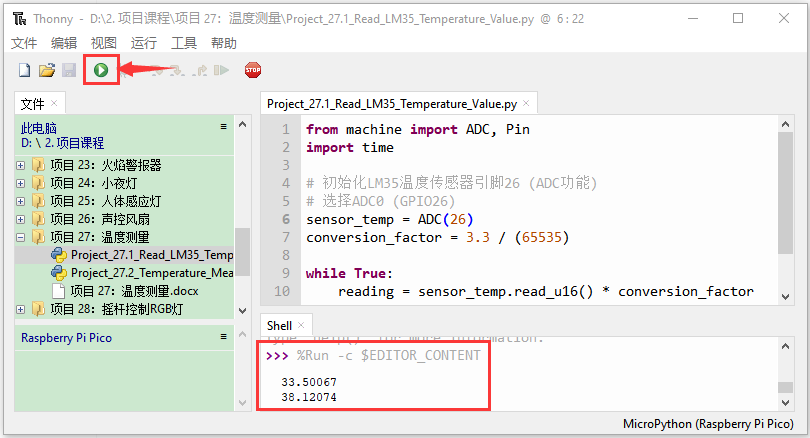 Thonny - D:\2. 项目课程\项目 27：温度测量\Project_27.1_Read_LM35_Temperature_Value.py @ 6 : 22
文件 编辑 视图 运行 工具 帮助
STOP
文件
此电脑
D: \ 2. 项目课程
项目 23：火焰警报器
项目 24：小夜灯
项目 25：人体感应灯
项目 26：声控风扇
项目 27：温度测量
Project_27.1_Read_LM35_Temp
Project_27.2_Temperature_Mea
项目 27：温度测量.docx
项目 28：摇杆控制RGB灯
Raspberry Pi Pico
Project_27.1_Read_LM35_Temperature_Value.py
1 from machine import ADC, Pin
2 import time
3
4 # 初始化LM35温度传感器引脚26 (ADC功能)
5 # 选择ADC0 (GPIO26)
6 sensor_temp = ADC(26)
7 conversion_factor = 3.3 / (65535)
8
9 while True:
10 reading = sensor_temp.read_u16() * conversion_factor
Shell
Type "help()" for more information.
>>> %Run -c $EDITOR_CONTENT
33.50067
38.12074
MicroPython (Raspberry Pi Pico)